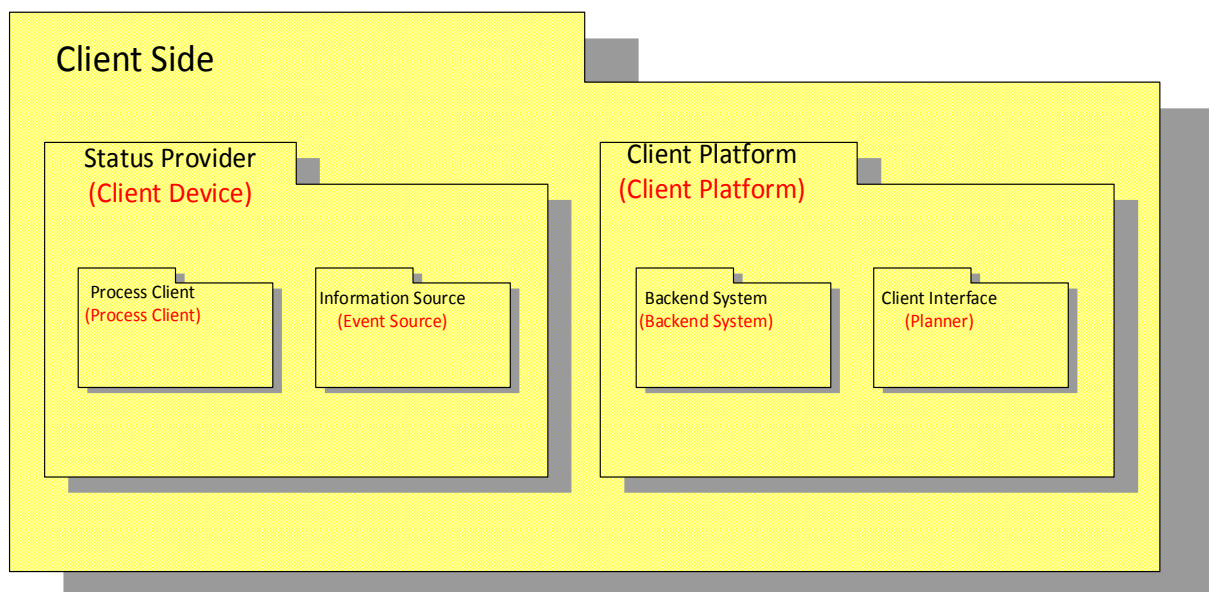 Client Side
Status Provider
(Client Device)
Process Client
(Process Client)
Information Source
(Event Source)
Client Platform
(Client Platform)
Backend System
(Backend System)
Client Interface
(Planner)